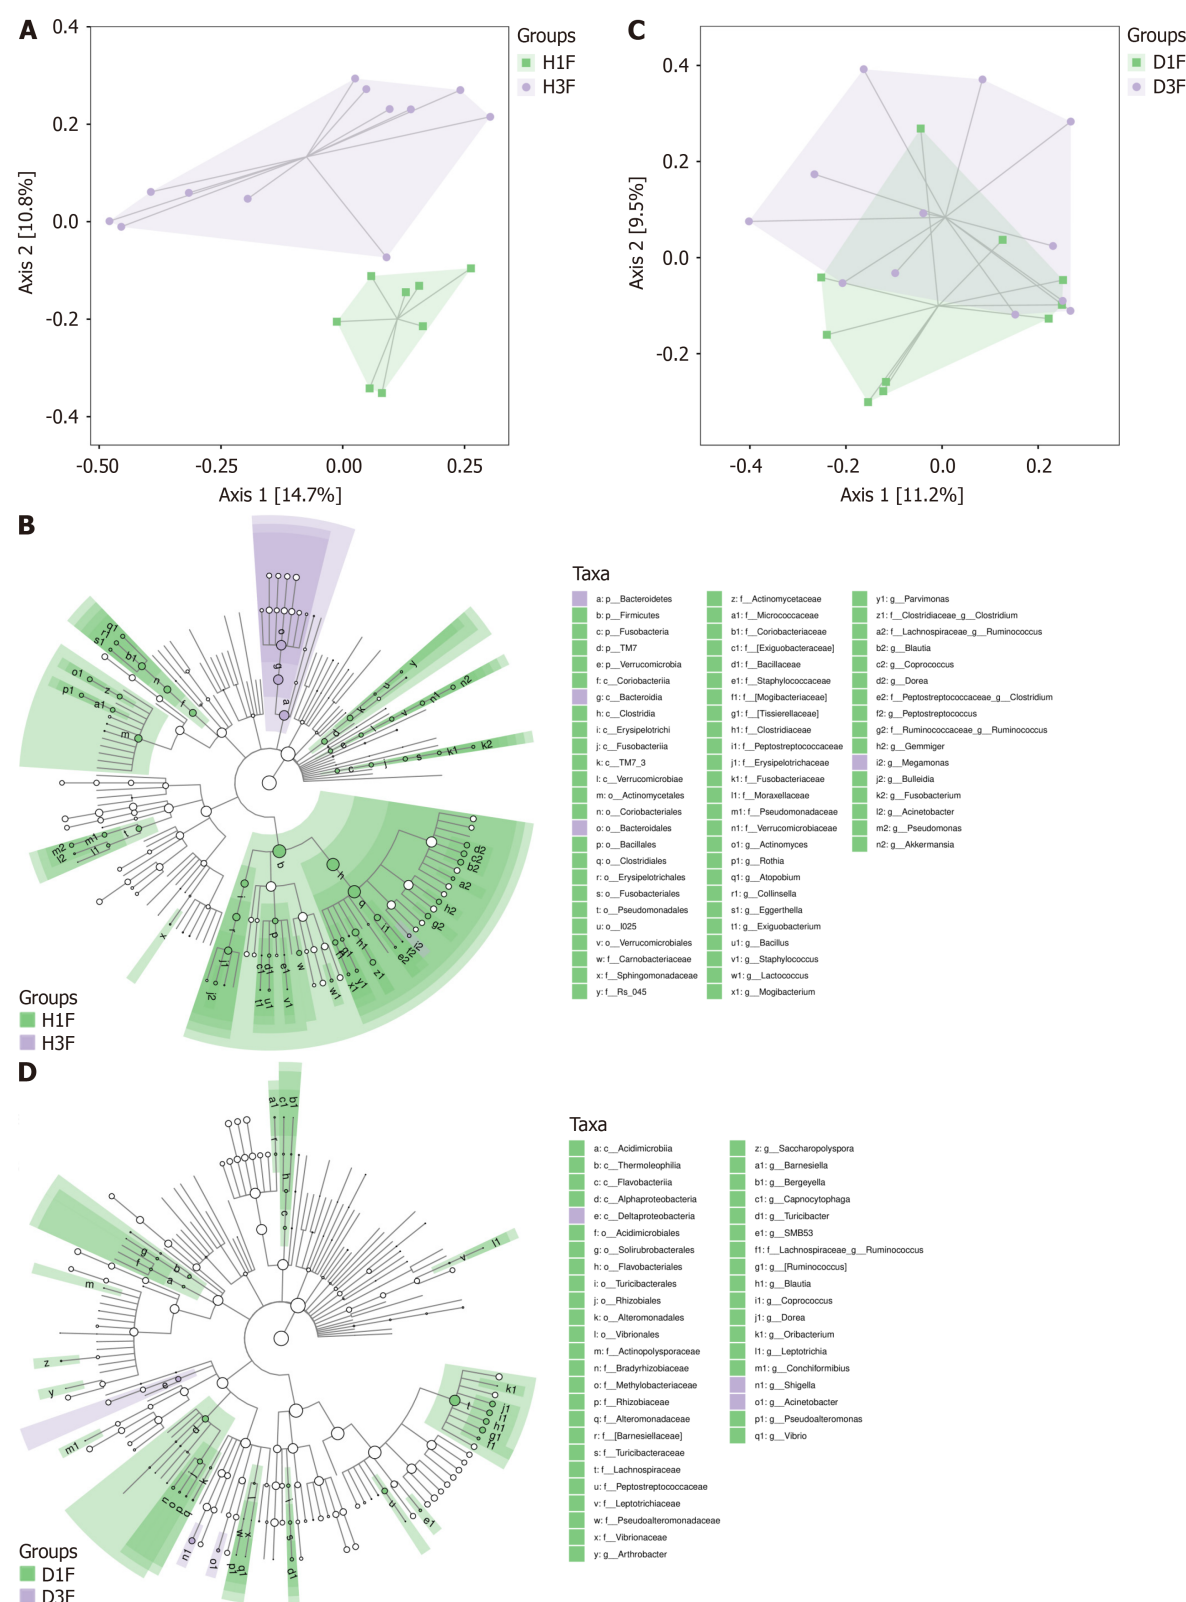 A
0.4
0.2
0.0
-0.2
-0.4
Axis 2 [10.8%]
-0.50
-0.25
0.00
0.25
Axis 1 [14.7%]
Groups
H1F
H3F
C
0.4
0.2
0.0
-0.2
Axis 2 [9.5%]
-0.4
-0.2
0.0
0.2
Axis 1 [11.2%]
Groups
D1F
D3F
B
Groups
H1F
H3F
Taxa
a: p__Bacteroidetes
b: p__Firmicutes
c: p__Fusobacteria
d: p__TM7
e: p__Verrucomicrobia
f: c__Coriobacteriia
g: c__Bacteroidia
h: c__Clostridia
i: c__Erysipelotrichi
j: c__Fusobacteriia
k: c__TM7_3
l: c__Verrucomicrobiae
m: o__Actinomycetales
n: o__Coriobacteriales
o: o__Bacteroidales
p: o__Bacillales
q: o__Clostridiales
r: o__Erysipelotrichales
s: o__Fusobacteriales
t: o__Pseudomonadales
u: o__I025
v: o__Verrucomicrobiales
w: f__Carnobacteriaceae
x: f__Sphingomonadaceae
y: f__Rs_045
z: f__Actinomycetaceae
a1: f__Micrococcaceae
b1: f__Coriobacteriaceae
c1: f__[Exiguobacteraceae]
d1: f__Bacillaceae
e1: f__Staphylococcaceae
f1: f__[Mogibacteriaceae]
g1: f__[Tissierellaceae]
h1: f__Clostridiaceae
i1: f__Peptostreptococcaceae
j1: f__Erysipelotrichaceae
k1: f__Fusobacteriaceae
l1: f__Moraxellaceae
m1: f__Pseudomonadaceae
n1: f__Verrucomicrobiaceae
o1: g__Actinomyces
p1: g__Rothia
q1: g__Atopobium
r1: g__Collinsella
s1: g__Eggerthella
t1: g__Exiguobacterium
u1: g__Bacillus
v1: g__Staphylococcus
w1: g__Lactococcus
x1: g__Mogibacterium
y1: g__Parvimonas
z1: f__Clostridiaceae_g__Clostridium
a2: f__Lachnospiraceae_g__Ruminococcus
b2: g__Blautia
c2: g__Coprococcus
d2: g__Dorea
e2: f__Peptostreptococcaceae_g__Clostridium
f2: g__Peptostreptococcus
g2: f__Ruminococcaceae_g__Ruminococcus
h2: g__Gemmiger
i2: g__Megamonas
j2: g__Bulleidia
k2: g__Fusobacterium
l2: g__Acinetobacter
m2: g__Pseudomonas
n2: g__Akkermansia
D
Groups
D1F
D3F
Taxa
a: c__Acidimicrobiia
b: c__Thermoleophilia
c: c__Flavobacteriia
d: c__Alphaproteobacteria
e: c__Deltaproteobacteria
f: o__Acidimicrobiales
g: o__Solirubrobacterales
h: o__Flavobacteriales
i: o__Turicibacterales
j: o__Rhizobiales
k: o__Alteromonadales
l: o__Vibrionales
m: f__Actinopolysporaceae
n: f__Bradyrhizobiaceae
o: f__Methylobacteriaceae
p: f__Rhizobiaceae
q: f__Alteromonadaceae
r: f__[Barnesiellaceae]
s: f__Turicibacteraceae
t: f__Lachnospiraceae
u: f__Peptostreptococcaceae
v: f__Leptotrichiaceae
w: f__Pseudoalteromonadaceae
x: f__Vibrionaceae
y: g__Arthrobacter
z: g__Saccharopolyspora
a1: g__Barnesiella
b1: g__Bergeyella
c1: g__Capnocytophaga
d1: g__Turicibacter
e1: g__SMB53
f1: f__Lachnospiraceae_g__Ruminococcus
g1: g__[Ruminococcus]
h1: g__Blautia
i1: g__Coprococcus
j1: g__Dorea
k1: g__Oribacterium
l1: g__Leptotrichia
m1: g__Conchiformibius
n1: g__Shigella
o1: g__Acinetobacter
p1: g__Pseudoalteromonas
q1: g__Vibrio